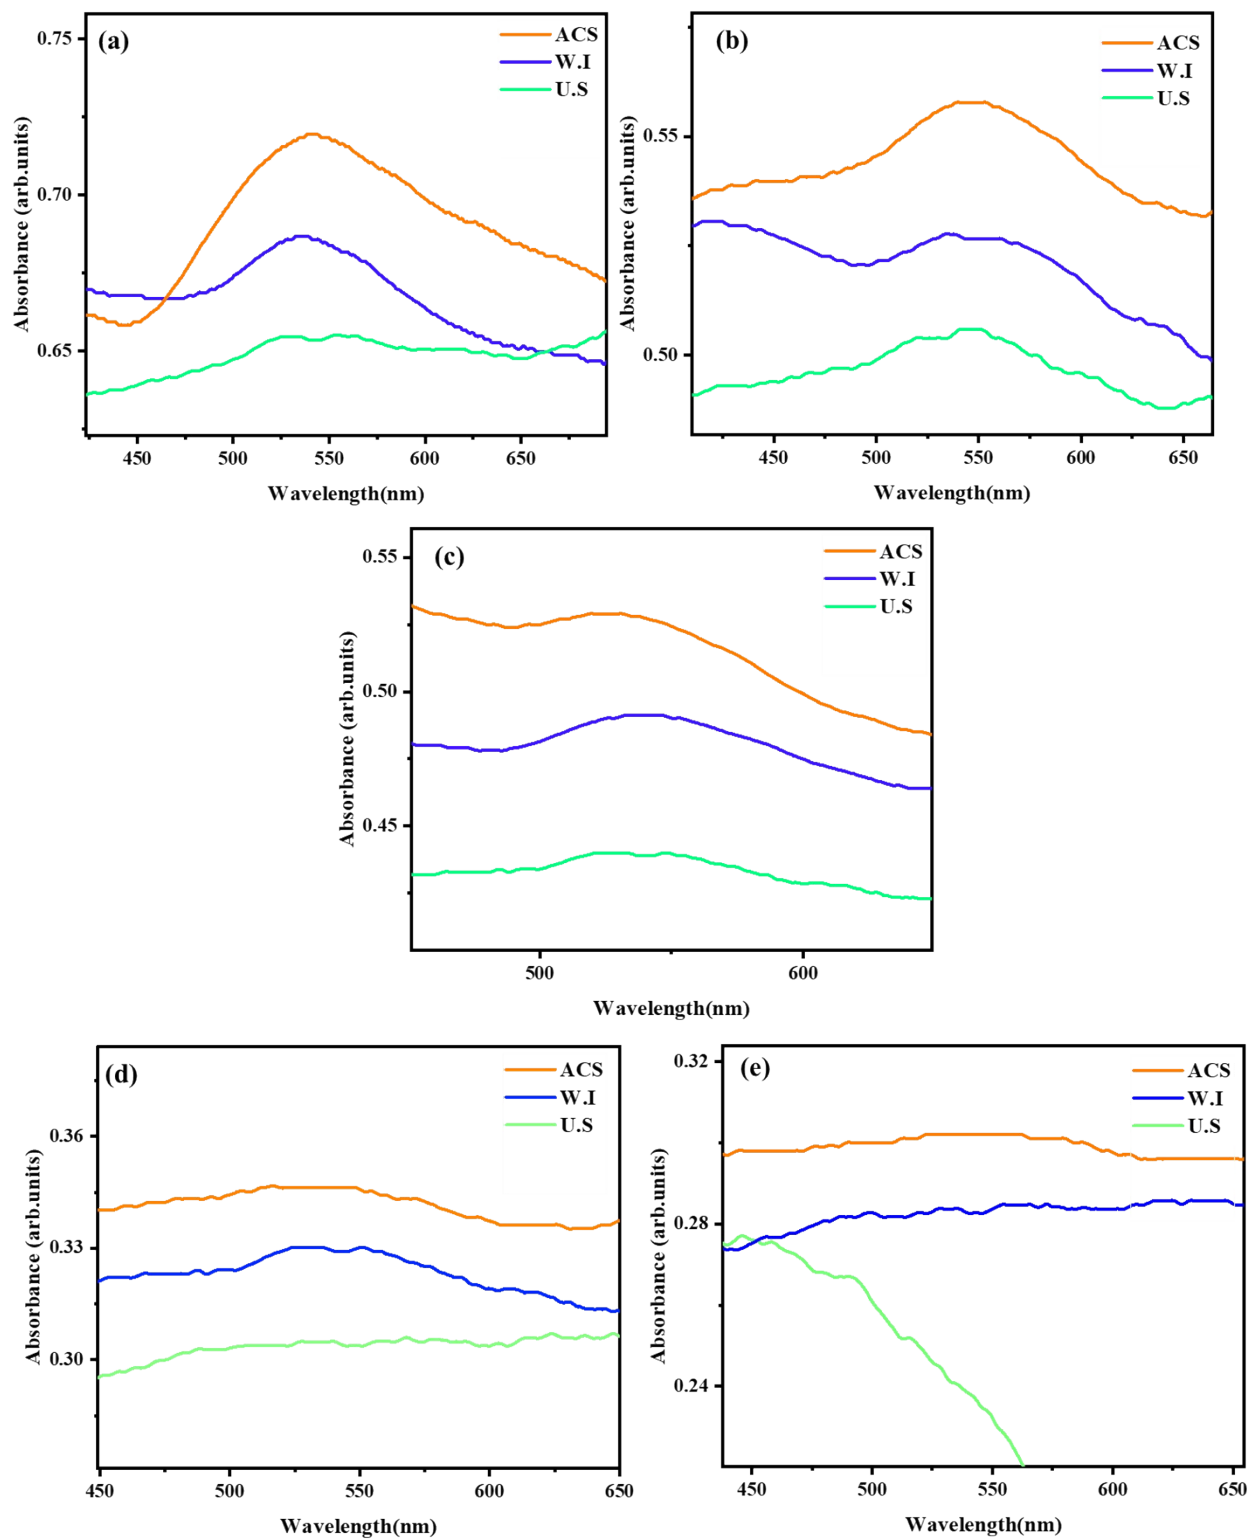 (a)
ACS
W.I
U.S
0.75
0.70
0.65
Absorbance (arb.units)
450 500 550 600 650
Wavelength(nm)
(b)
ACS
W.I
U.S
0.55
0.50
Absorbance (arb.units)
450 500 550 600 650
Wavelength(nm)
(c)
ACS
W.I
U.S
0.55
0.50
0.45
Absorbance (arb.units)
500 600
Wavelength(nm)
(d)
ACS
W.I
U.S
0.36
0.33
0.30
Absorbance (arb.units)
450 500 550 600 650
Wavelength(nm)
(e)
ACS
W.I
U.S
0.32
0.28
0.24
Absorbance (arb.units)
450 500 550 600 650
Wavelength(nm)